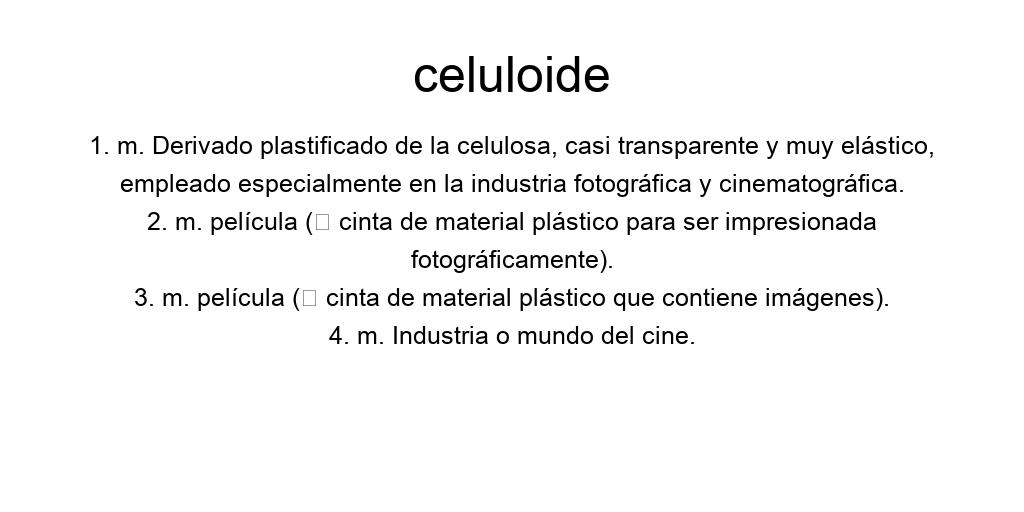 celuloide
1. m. Derivado plastificado de la celulosa, casi transparente y muy elástico,
empleado especialmente en la industria fotográfica y cinematográfica.
2. m. película (□ cinta de material plástico para ser impresionada
fotográficamente).
3. m. película (□ cinta de material plástico que contiene imágenes).
4. m. Industria o mundo del cine.